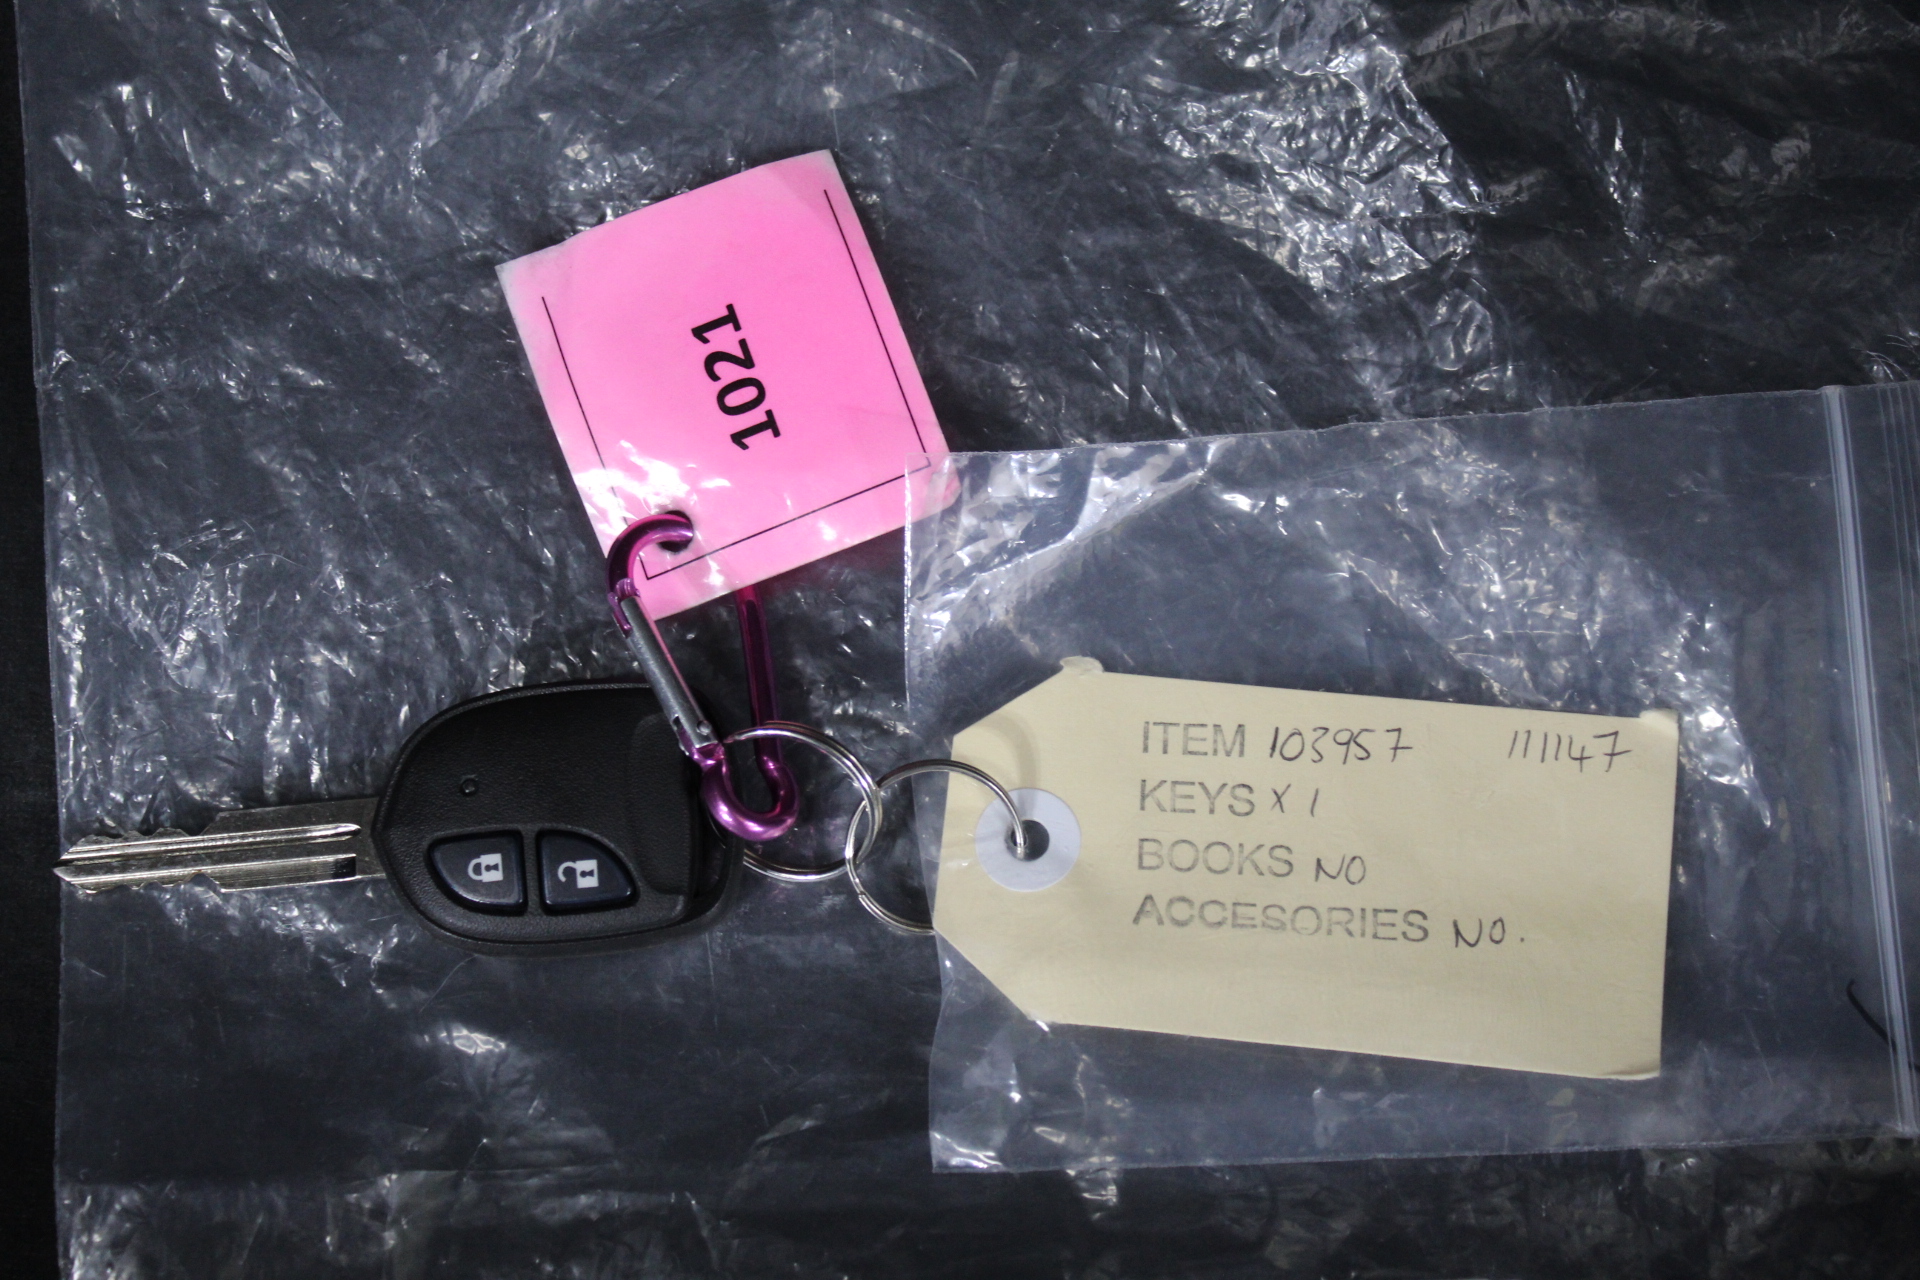 1021
ITEM 103957 111147
KEYS X 1
BOOKS NO
ACCESORIES NO.